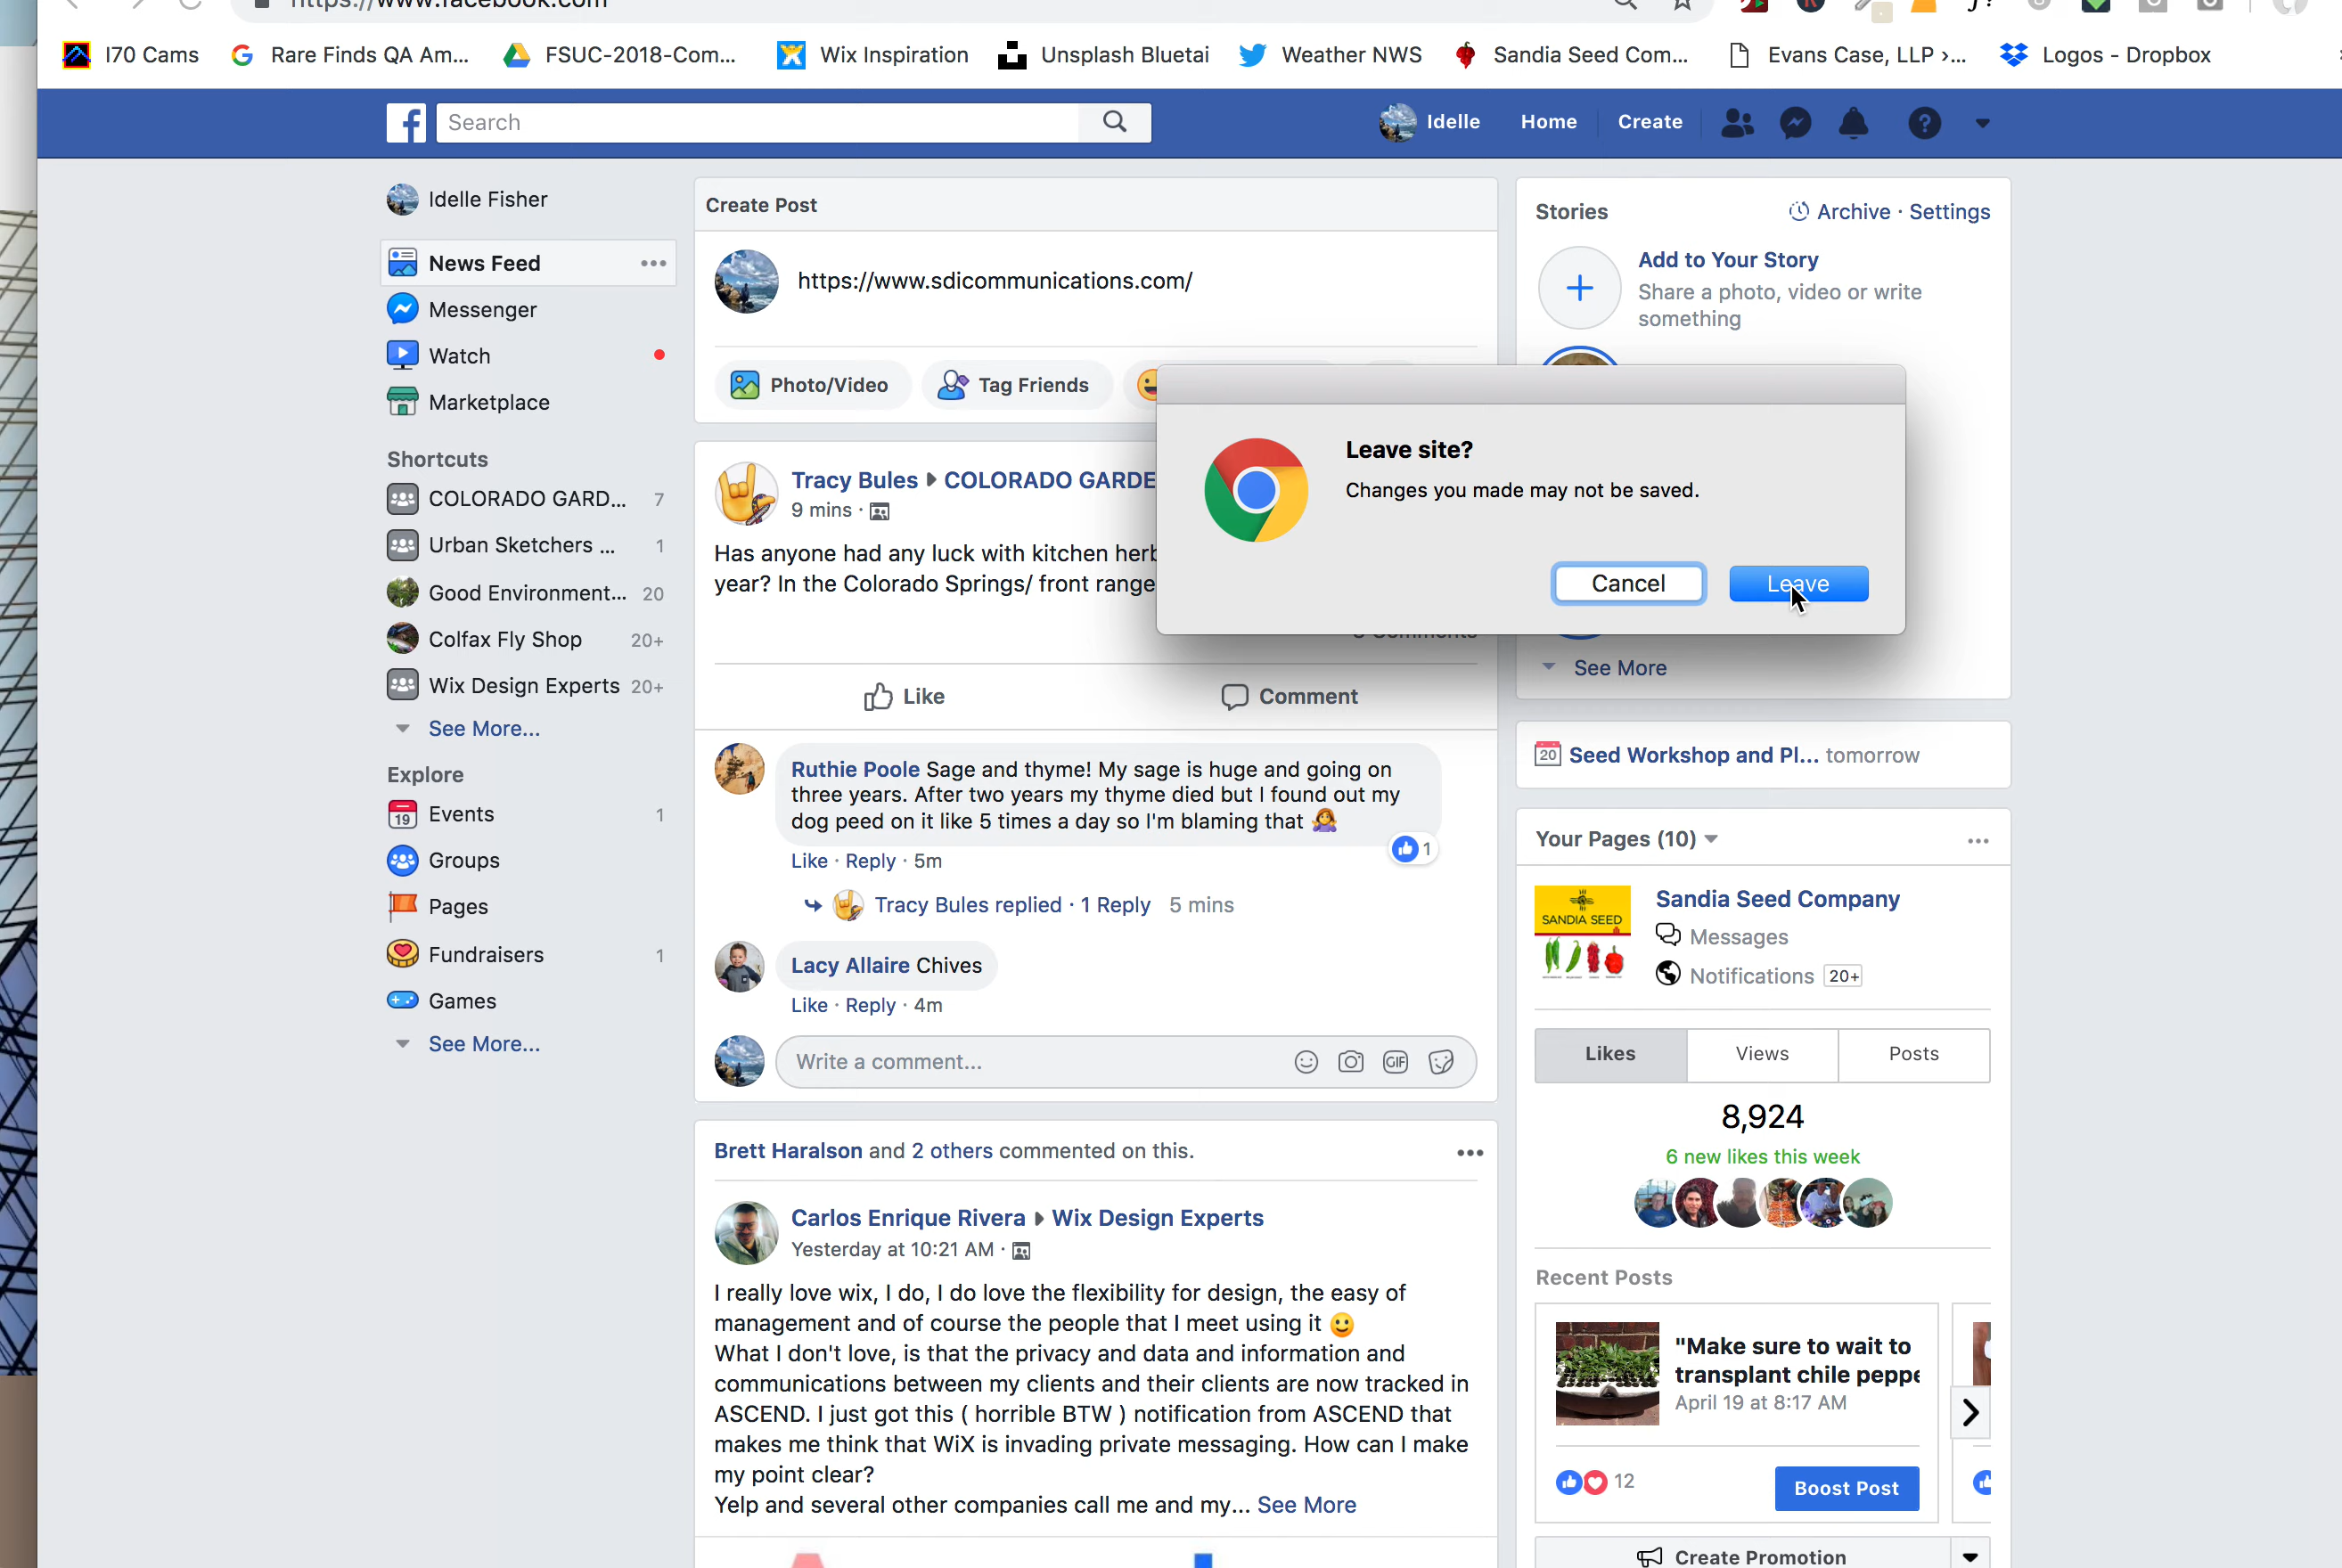 https://www.facebook.com
I70 Cams
Rare Finds QA Am...
FSUC-2018-Com...
Wix Inspiration
Unsplash Bluetai
Weather NWS
Sandia Seed Com...
Evans Case, LLP >...
Logos - Dropbox
Search
Idelle
Home
Create
Idelle Fisher
News Feed
Messenger
Watch
Marketplace
Shortcuts
COLORADO GARD... 7
Urban Sketchers ... 1
Good Environment... 20
Colfax Fly Shop 20+
Wix Design Experts 20+
See More...
Explore
19 Events 1
Groups
Pages
Fundraisers 1
Games
See More...
Create Post
https://www.sdicommunications.com/
Photo/Video
Tag Friends
Tracy Bules COLORADO GARDE
9 mins ·
Has anyone had any luck with kitchen herb
year? In the Colorado Springs/ front range
Comments
Like
Comment
Ruthie Poole Sage and thyme! My sage is huge and going on
three years. After two years my thyme died but I found out my
dog peed on it like 5 times a day so I'm blaming that 🤷‍♀️
1
Like · Reply · 5m
Tracy Bules replied · 1 Reply 5 mins
Lacy Allaire Chives
Like · Reply · 4m
Write a comment...
GIF
Brett Haralson and 2 others commented on this.
Carlos Enrique Rivera Wix Design Experts
Yesterday at 10:21 AM ·
I really love wix, I do, I do love the flexibility for design, the easy of
management and of course the people that I meet using it 🙂
What I don't love, is that the privacy and data and information and
communications between my clients and their clients are now tracked in
ASCEND. I just got this ( horrible BTW ) notification from ASCEND that
makes me think that WiX is invading private messaging. How can I make
my point clear?
Yelp and several other companies call me and my... See More
Leave site?
Changes you made may not be saved.
Cancel
Leave
Stories
Archive · Settings
Add to Your Story
Share a photo, video or write
something
See More
20 Seed Workshop and Pl... tomorrow
Your Pages (10)
SANDIA SEED
Sandia Seed Company
Messages
Notifications 20+
Likes
Views
Posts
8,924
6 new likes this week
Recent Posts
"Make sure to wait to
transplant chile peppe
April 19 at 8:17 AM
12
Boost Post
Create Promotion